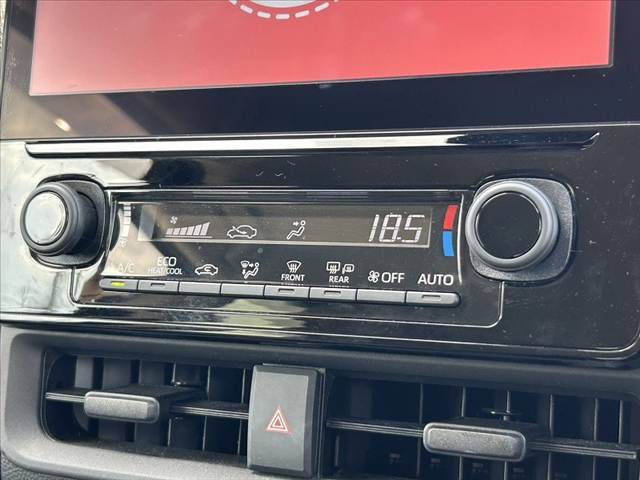 18.5
A/C
ECO
HEAT/COOL
FRONT
REAR
OFF
AUTO